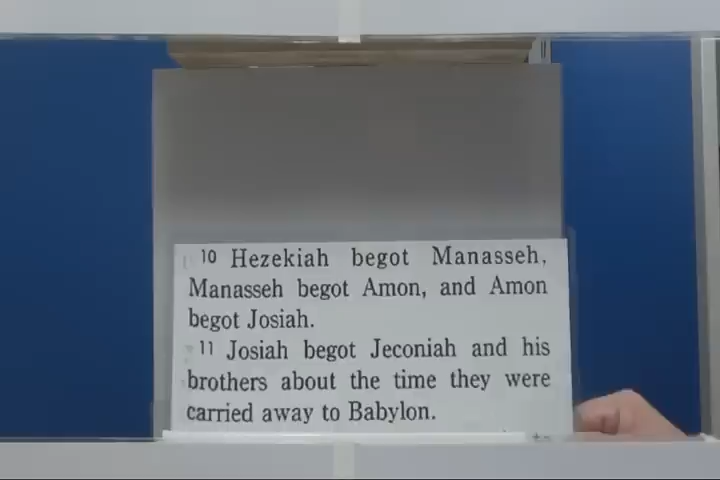 10 Hezekiah begot Manasseh,
Manasseh begot Amon, and Amon
begot Josiah.
11 Josiah begot Jeconiah and his
brothers about the time they were
carried away to Babylon.